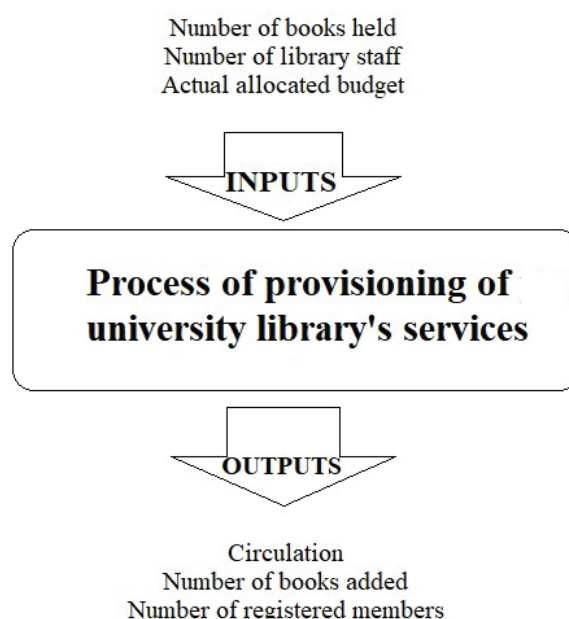 Number of books held
Number of library staff
Actual allocated budget
INPUTS
Process of provisioning of
university library's services
OUTPUTS
Circulation
Number of books added
Number of registered members